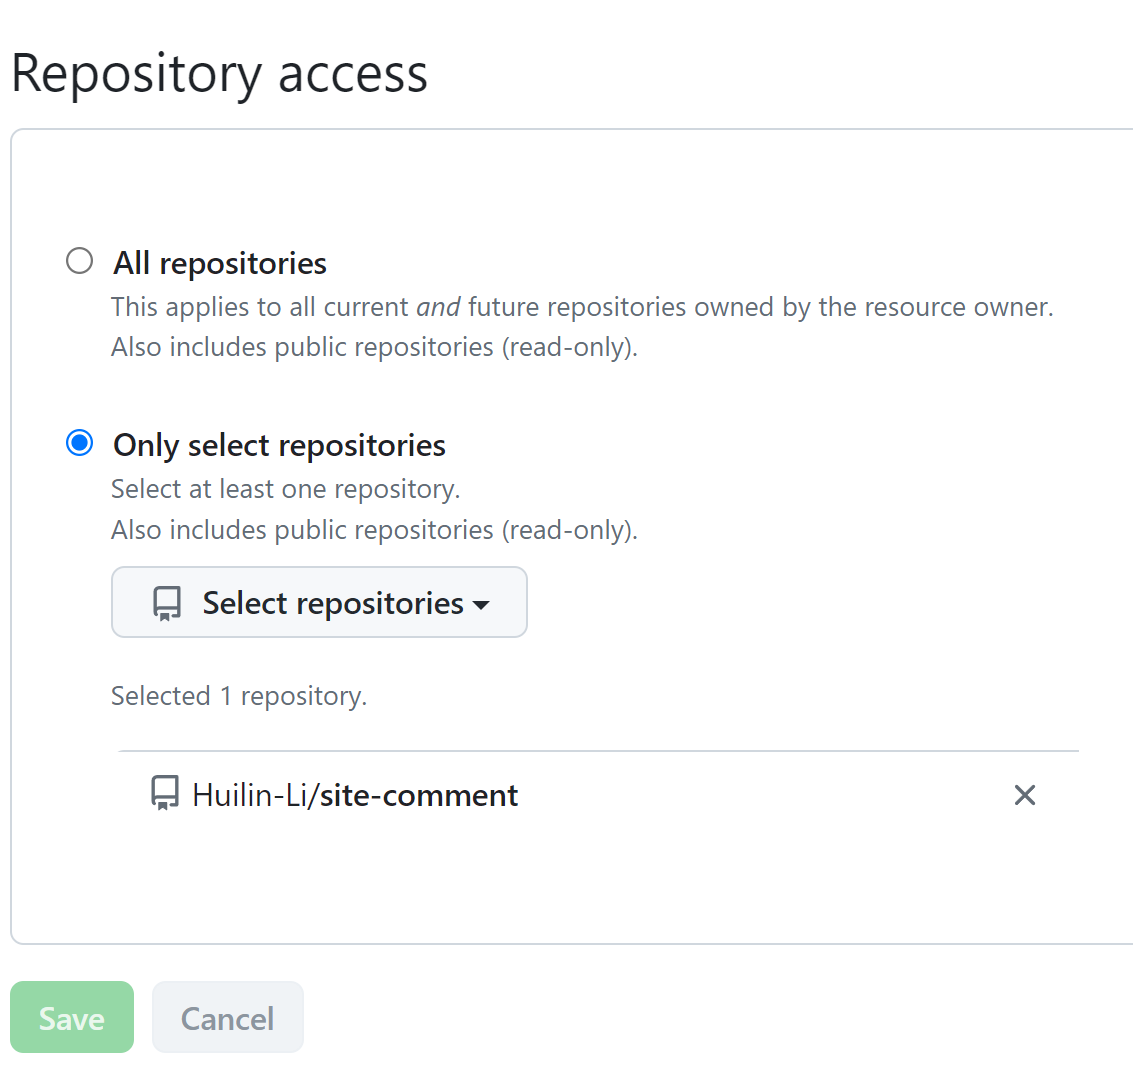 Repository access
All repositories
This applies to all current and future repositories owned by the resource owner.
Also includes public repositories (read-only).
Only select repositories
Select at least one repository.
Also includes public repositories (read-only).
Select repositories
Selected 1 repository.
Huilin-Li/site-comment
Save
Cancel